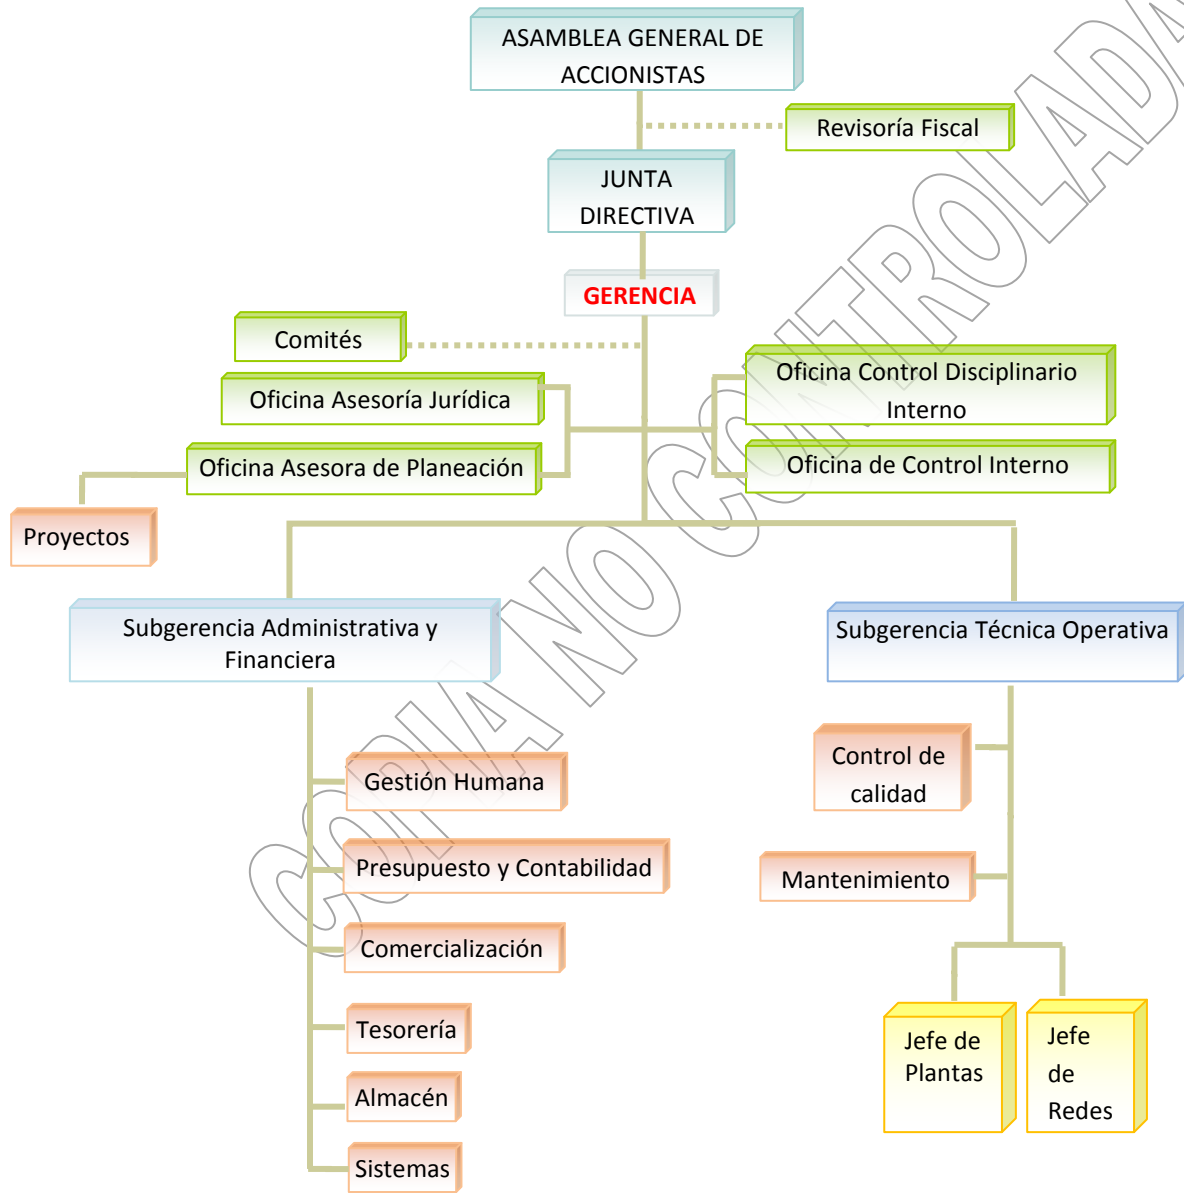 ASAMBLEA GENERAL DE
ACCIONISTAS
Revisoría Fiscal
JUNTA
DIRECTIVA
GERENCIA
Comités
Oficina Asesoría Jurídica
Oficina Control Disciplinario
Interno
Oficina Asesora de Planeación
Oficina de Control Interno
Proyectos
Subgerencia Administrativa y
Financiera
Subgerencia Técnica Operativa
Gestión Humana
Presupuesto y Contabilidad
Comercialización
Tesorería
Almacén
Sistemas
Control de
calidad
Mantenimiento
Jefe de
Plantas
Jefe
de
Redes
COPIA NO CONTROLADA